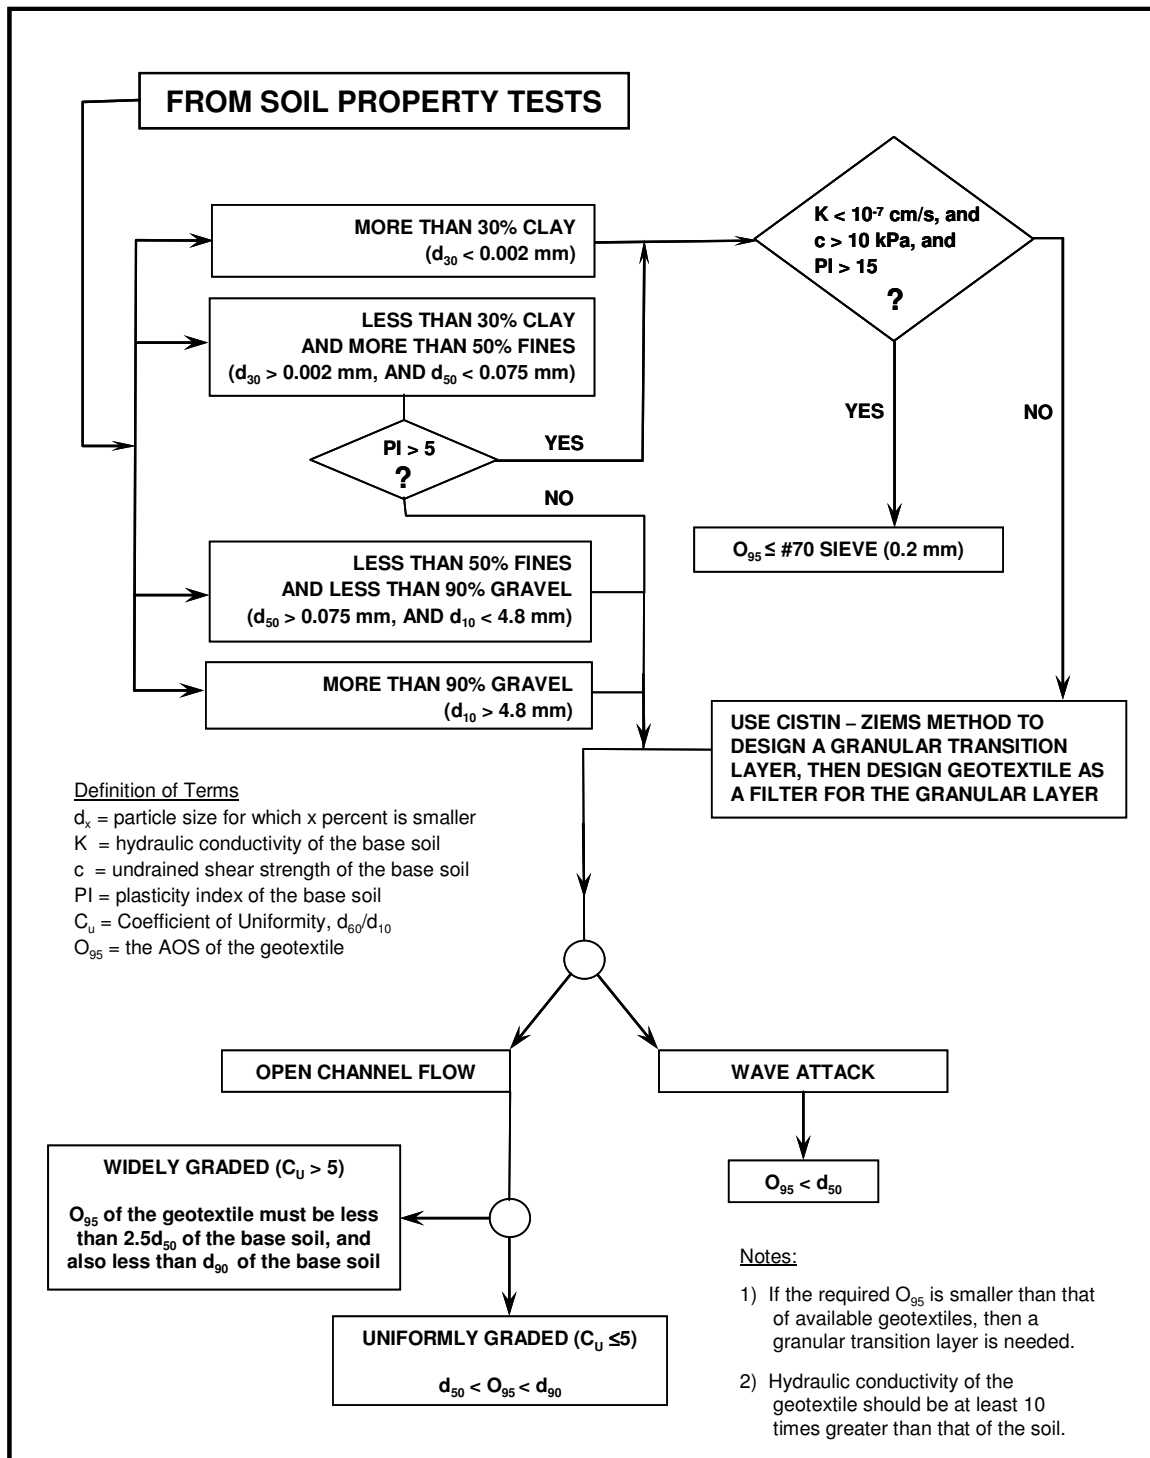 FROM SOIL PROPERTY TESTS
MORE THAN 30% CLAY
(d30 < 0.002 mm)
K < 10-7 cm/s, and
c > 10 kPa, and
PI > 15
?
LESS THAN 30% CLAY
AND MORE THAN 50% FINES
(d30 > 0.002 mm, AND d50 < 0.075 mm)
YES
NO
PI > 5
?
YES
NO
O95 ≤ #70 SIEVE (0.2 mm)
LESS THAN 50% FINES
AND LESS THAN 90% GRAVEL
(d50 > 0.075 mm, AND d10 < 4.8 mm)
MORE THAN 90% GRAVEL
(d10 > 4.8 mm)
USE CISTIN – ZIEMS METHOD TO
DESIGN A GRANULAR TRANSITION
LAYER, THEN DESIGN GEOTEXTILE AS
A FILTER FOR THE GRANULAR LAYER
Definition of Terms
dx = particle size for which x percent is smaller
K = hydraulic conductivity of the base soil
c = undrained shear strength of the base soil
PI = plasticity index of the base soil
Cu = Coefficient of Uniformity, d60/d10
O95 = the AOS of the geotextile
OPEN CHANNEL FLOW
WAVE ATTACK
WIDELY GRADED (CU > 5)
O95 of the geotextile must be less
than 2.5d50 of the base soil, and
also less than d90 of the base soil
O95 < d50
UNIFORMLY GRADED (CU ≤5)
d50 < O95 < d90
Notes:
1) If the required O95 is smaller than that
of available geotextiles, then a
granular transition layer is needed.
2) Hydraulic conductivity of the
geotextile should be at least 10
times greater than that of the soil.